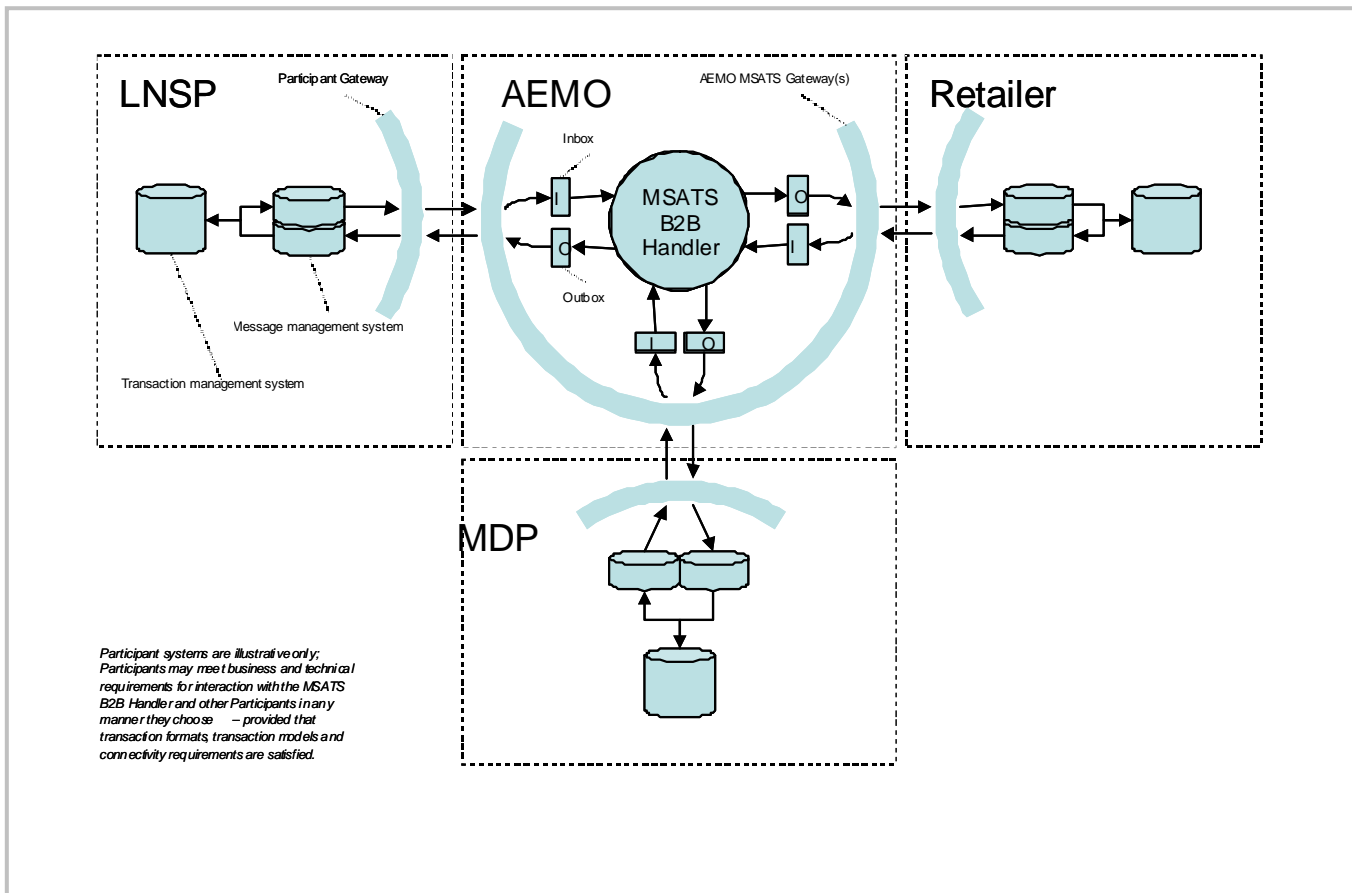 LNSP
Participant Gateway
AEMO
AEMO MSATS Gateway(s)
Retailer
Inbox
I
MSATS
B2B
Handler
O
O
I
Outbox
Message management system
I
O
Transaction management system
MDP
Participant systems are illustrative only;
Participants may meet business and technical
requirements for interaction with the MSATS
B2B Handler and other Participants in any
manner they choose – provided that
transaction formats, transaction models and
connectivity requirements are satisfied.